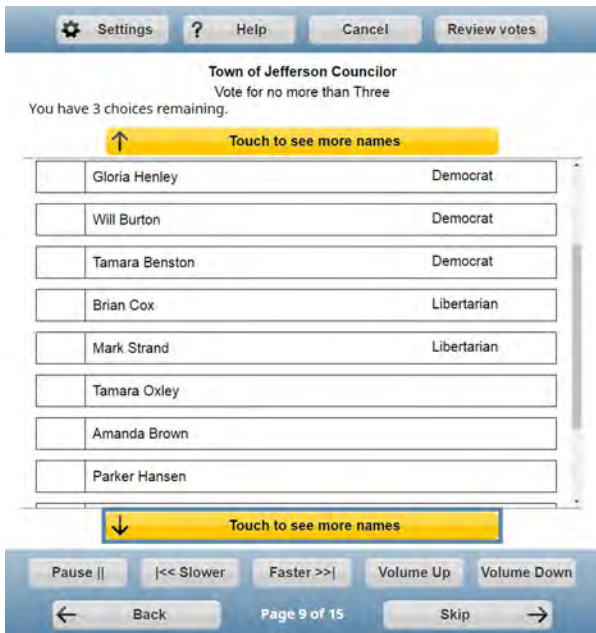 Settings ? Help Cancel Review votes
Town of Jefferson Councilor
Vote for no more than Three
You have 3 choices remaining.
↑ Touch to see more names
Gloria Henley Democrat
Will Burton Democrat
Tamara Benston Democrat
Brian Cox Libertarian
Mark Strand Libertarian
Tamara Oxley
Amanda Brown
Parker Hansen
↓ Touch to see more names
Pause || |<< Slower Faster >>| Volume Up Volume Down
← Back Page 9 of 15 Skip →